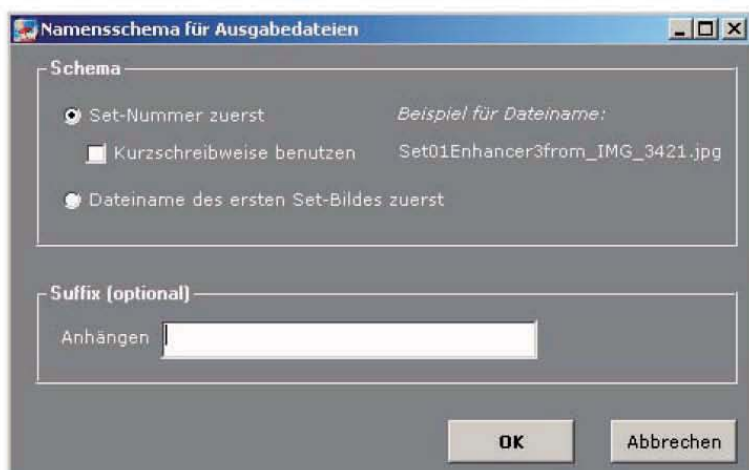 Namensschema für Ausgabedateien
Schema
Set-Nummer zuerst
Beispiel für Dateiname:
Kurzschreibweise benutzen
Set01Enhancer3from_IMG_3421.jpg
Dateiname des ersten Set-Bildes zuerst
Suffix (optional)
Anhängen
OK
Abbrechen